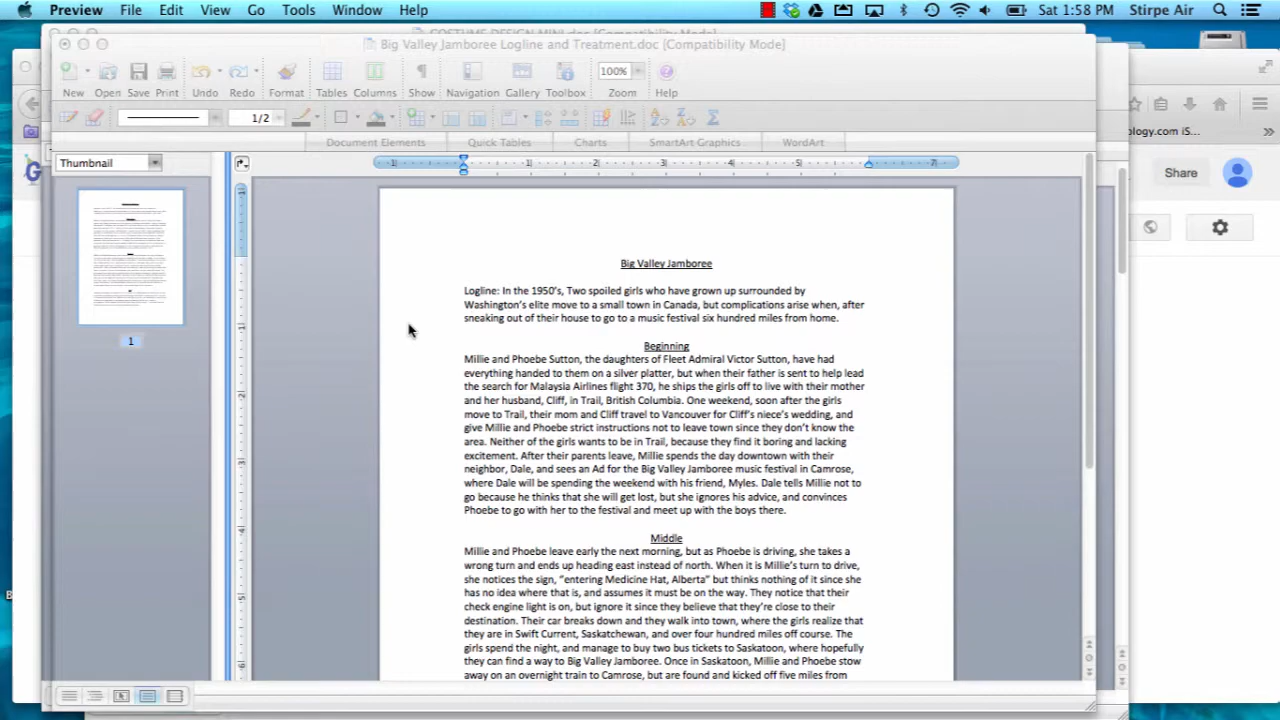 Preview File Edit View Go Tools Window Help Sat 1:58 PM Stirpe Air
COSTUME DESIGN MINI.doc [Compatibility Mode]
Big Valley Jamboree Logline and Treatment.doc [Compatibility Mode]
100%
New Open Save Print Undo Redo Format Tables Columns Show Navigation Gallery Toolbox Zoom Help
1/2
ology.com iS...
Document Elements Quick Tables Charts SmartArt Graphics WordArt
Thumbnail
Share
Big Valley Jamboree
Logline: In the 1950's, Two spoiled girls who have grown up surrounded by
Washington's elite move to a small town in Canada, but complications arise when, after
sneaking out of their house to go to a music festival six hundred miles from home.
1
Beginning
Millie and Phoebe Sutton, the daughters of Fleet Admiral Victor Sutton, have had
everything handed to them on a silver platter, but when their father is sent to help lead
the search for Malaysia Airlines flight 370, he ships the girls off to live with their mother
and her husband, Cliff, in Trail, British Columbia. One weekend, soon after the girls
move to Trail, their mom and Cliff travel to Vancouver for Cliff's niece's wedding, and
give Millie and Phoebe strict instructions not to leave town since they don't know the
area. Neither of the girls wants to be in Trail, because they find it boring and lacking
excitement. After their parents leave, Millie spends the day downtown with their
neighbor, Dale, and sees an Ad for the Big Valley Jamboree music festival in Camrose,
where Dale will be spending the weekend with his friend, Myles. Dale tells Millie not to
go because he thinks that she will get lost, but she ignores his advice, and convinces
Phoebe to go with her to the festival and meet up with the boys there.
Middle
Millie and Phoebe leave early the next morning, but as Phoebe is driving, she takes a
wrong turn and ends up heading east instead of north. When it is Millie's turn to drive,
she notices the sign, "entering Medicine Hat, Alberta" but thinks nothing of it since she
has no idea where that is, and assumes it must be on the way. They notice that their
check engine light is on, but ignore it since they believe that they're close to their
destination. Their car breaks down and they walk into town, where the girls realize that
they are in Swift Current, Saskatchewan, and over four hundred miles off course. The
girls spend the night, and manage to buy two bus tickets to Saskatoon, where hopefully
they can find a way to Big Valley Jamboree. Once in Saskatoon, Millie and Phoebe stow
away on an overnight train to Camrose, but are found and kicked off five miles from